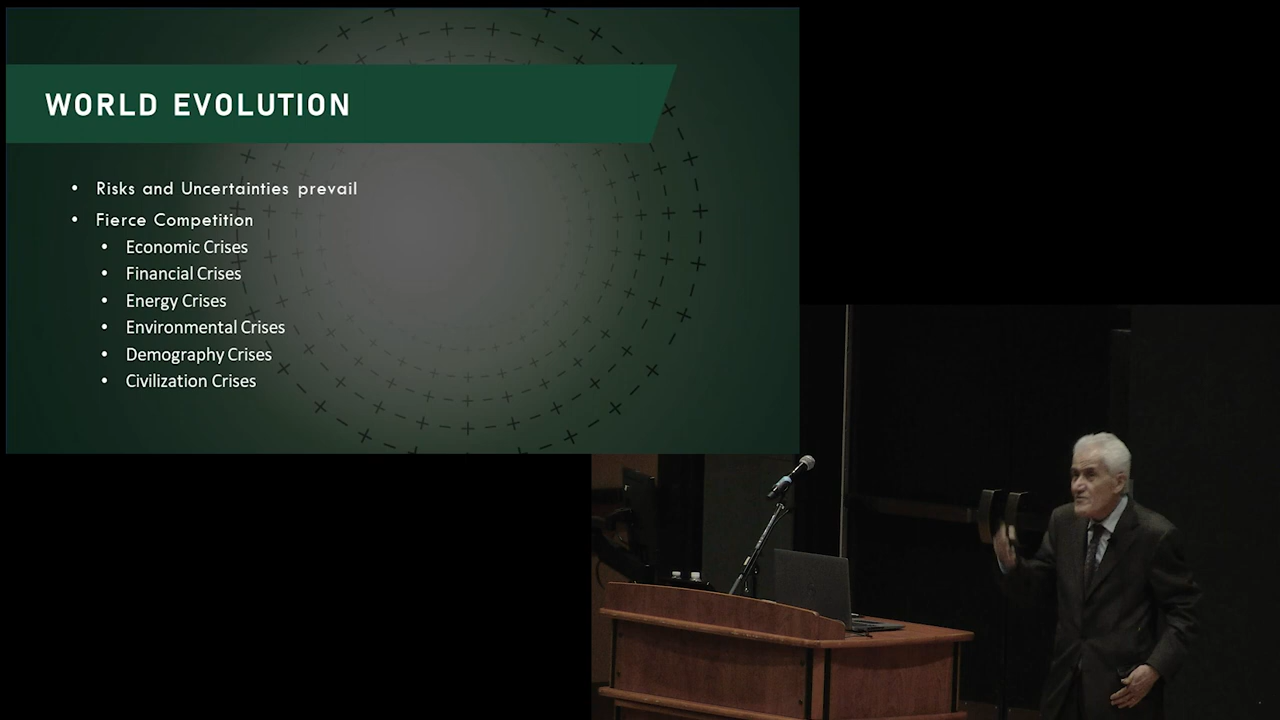 WORLD EVOLUTION
• Risks and Uncertainties prevail
• Fierce Competition
• Economic Crises
• Financial Crises
• Energy Crises
• Environmental Crises
• Demography Crises
• Civilization Crises